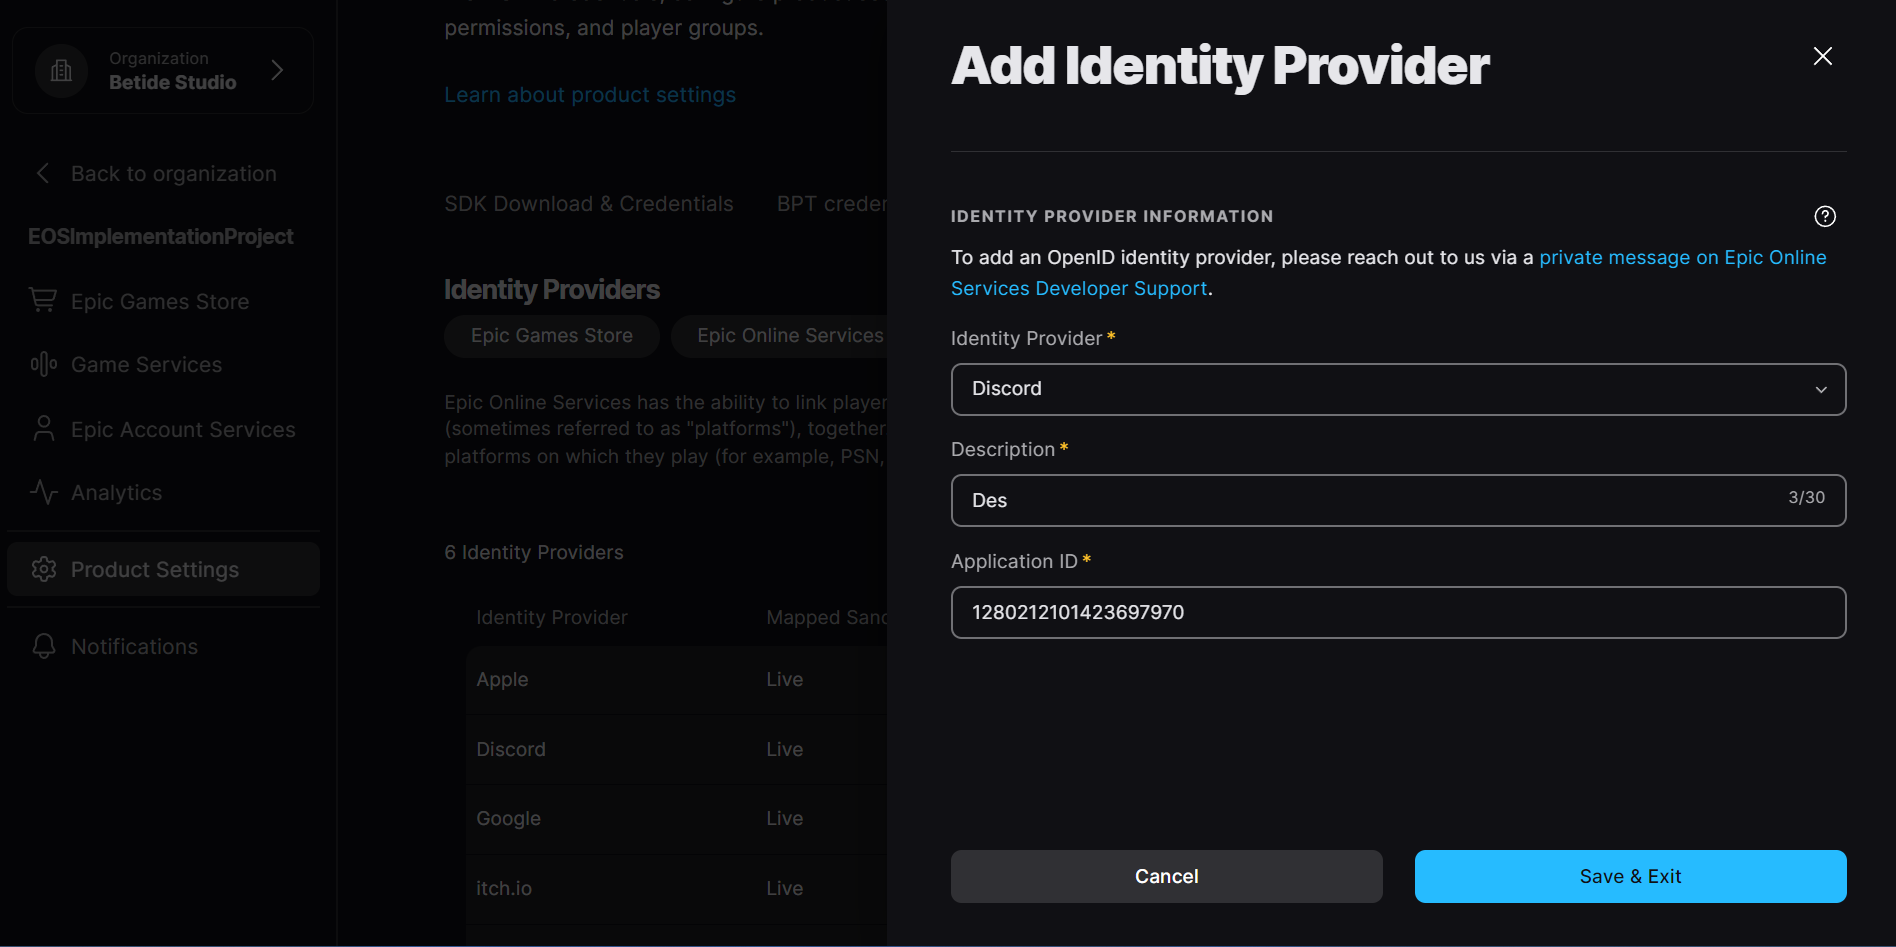 Organization
Betide Studio
Back to organization
EOSImplementationProject
Epic Games Store
Game Services
Epic Account Services
Analytics
Product Settings
Notifications
permissions, and player groups.
Learn about product settings
SDK Download & Credentials
BPT creder
Identity Providers
Epic Games Store
Epic Online Services
Epic Online Services has the ability to link player
(sometimes referred to as "platforms"), together
platforms on which they play (for example, PSN,
6 Identity Providers
Identity Provider
Mapped Sand
Apple
Live
Discord
Live
Google
Live
itch.io
Live
Add Identity Provider
IDENTITY PROVIDER INFORMATION
To add an OpenID identity provider, please reach out to us via a private message on Epic Online
Services Developer Support.
Identity Provider *
Discord
Description *
Des
3/30
Application ID *
1280212101423697970
Cancel
Save & Exit